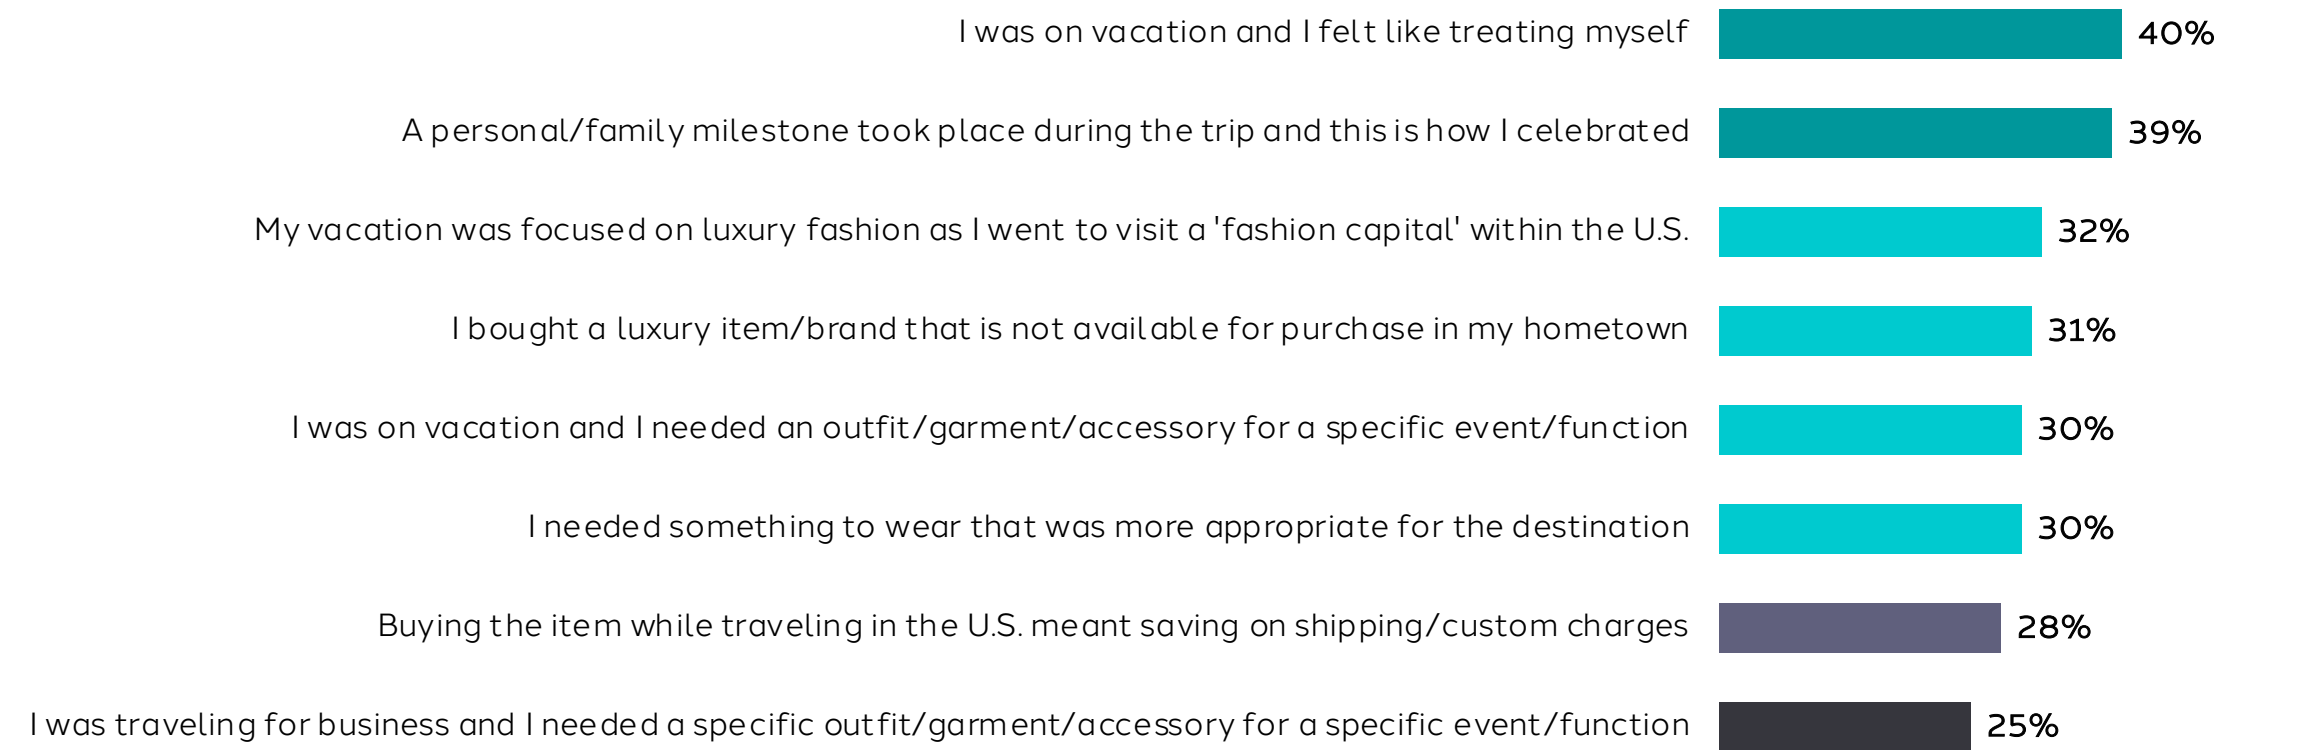 I was on vacation and I felt like treating myself 40%
A personal/family milestone took place during the trip and this is how I celebrated 39%
My vacation was focused on luxury fashion as I went to visit a 'fashion capital' within the U.S. 32%
I bought a luxury item/brand that is not available for purchase in my hometown 31%
I was on vacation and I needed an outfit/garment/accessory for a specific event/function 30%
I needed something to wear that was more appropriate for the destination 30%
Buying the item while traveling in the U.S. meant saving on shipping/custom charges 28%
I was traveling for business and I needed a specific outfit/garment/accessory for a specific event/function 25%